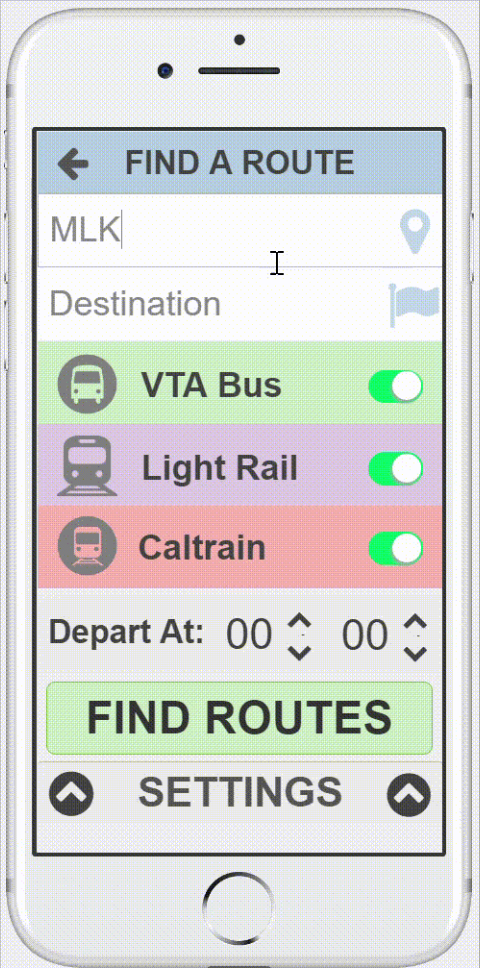 FIND A ROUTE
MLK
Destination
VTA Bus
Light Rail
Caltrain
Depart At: 00 00
FIND ROUTES
SETTINGS